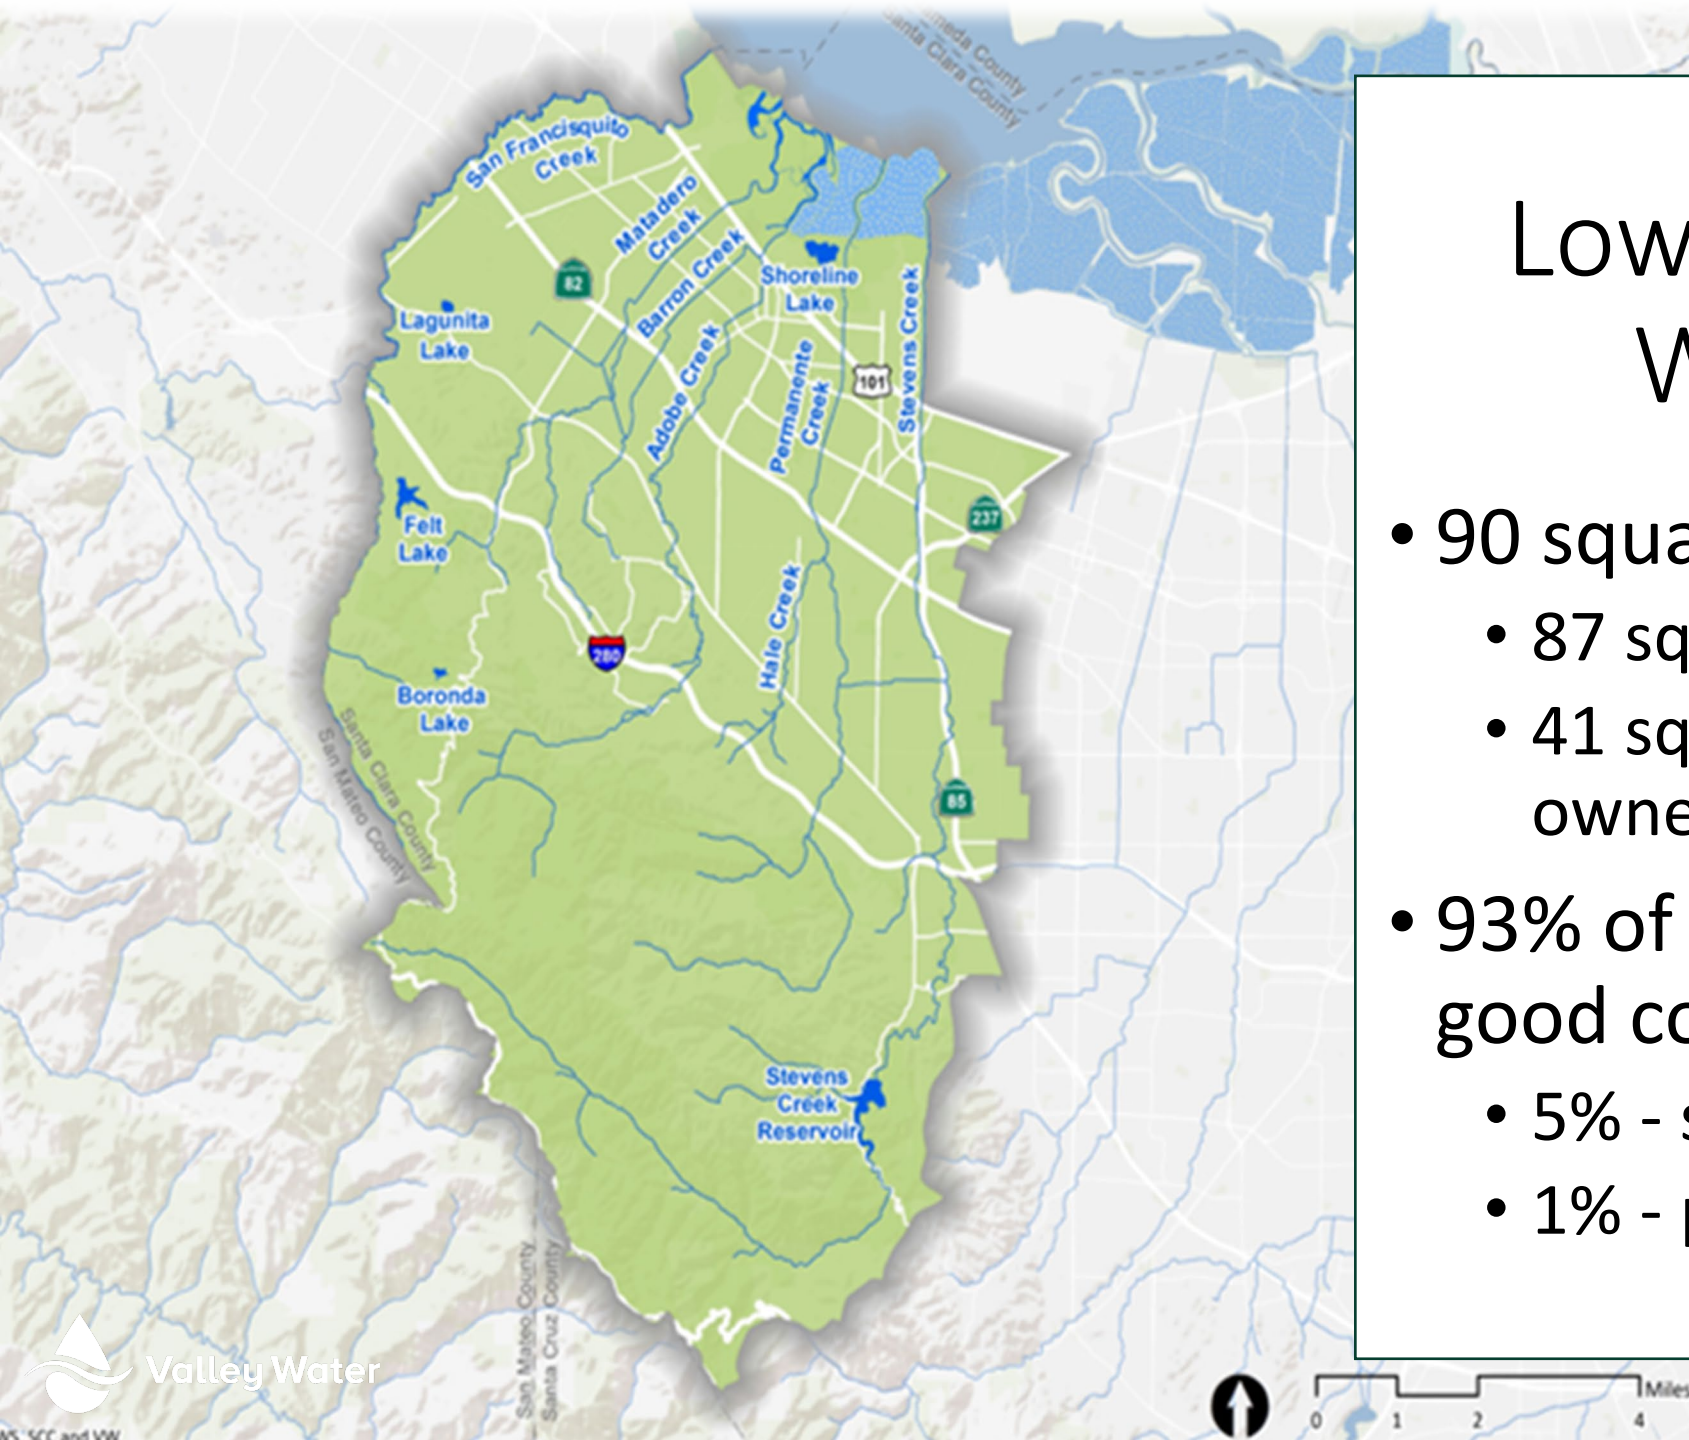 Alameda County
Santa Clara County
San Francisquito
Creek
Matadero
Creek
82
Barron Creek
Shoreline
Lake
Lagunita
Lake
Stevens Creek
Adobe Creek
Permanente
Creek
101
Felt
Lake
237
Hale Creek
280
Boronda
Lake
Santa Clara County
San Mateo County
85
Stevens
Creek
Reservoir
San Mateo County
Santa Cruz County
Valley Water
SCC and VW
0 1 2 4
Miles
Low
W
• 90 squa
• 87 sq
• 41 sq
owne
• 93% of
good co
• 5% - s
• 1% - p